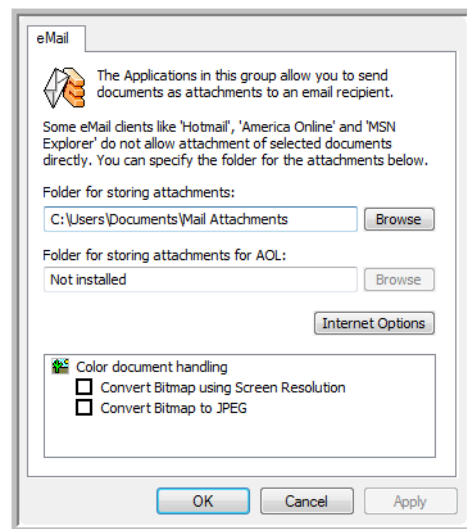 eMail
The Applications in this group allow you to send
documents as attachments to an email recipient.
Some eMail clients like 'Hotmail', 'America Online' and 'MSN
Explorer' do not allow attachment of selected documents
directly. You can specify the folder for the attachments below.
Folder for storing attachments:
C:\Users\Documents\Mail Attachments
Browse
Folder for storing attachments for AOL:
Not installed
Browse
Internet Options
Color document handling
Convert Bitmap using Screen Resolution
Convert Bitmap to JPEG
OK
Cancel
Apply